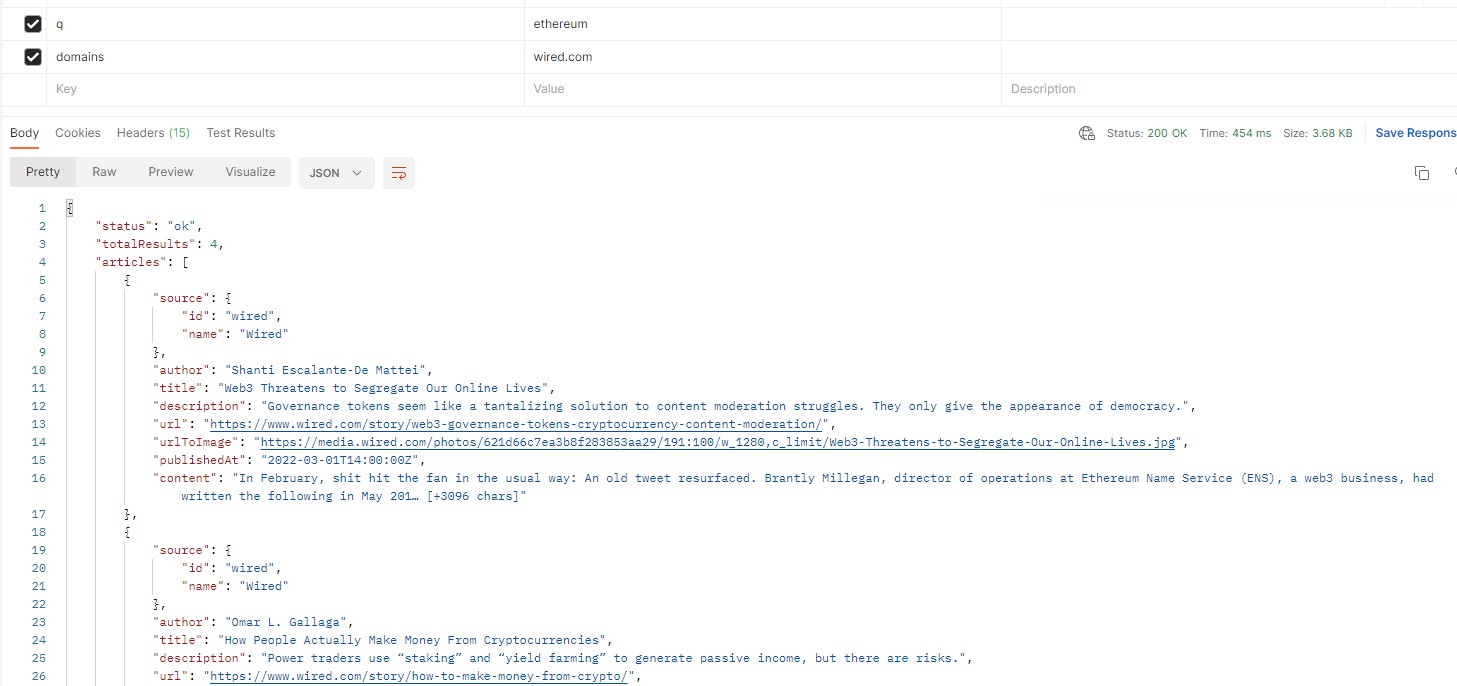 q ethereum
domains wired.com
Key Value Description
Body Cookies Headers (15) Test Results Status: 200 OK Time: 454 ms Size: 3.68 KB Save Respons
Pretty Raw Preview Visualize JSON
1 {
2 "status": "ok",
3 "totalResults": 4,
4 "articles": [
5 {
6 "source": {
7 "id": "wired",
8 "name": "Wired"
9 },
10 "author": "Shanti Escalante-De Mattei",
11 "title": "Web3 Threatens to Segregate Our Online Lives",
12 "description": "Governance tokens seem like a tantalizing solution to content moderation struggles. They only give the appearance of democracy.",
13 "url": "https://www.wired.com/story/web3-governance-tokens-cryptocurrency-content-moderation/",
14 "urlToImage": "https://media.wired.com/photos/621d66c7ea3b8f283853aa29/191:100/w_1280,c_limit/Web3-Threatens-to-Segregate-Our-Online-Lives.jpg",
15 "publishedAt": "2022-03-01T14:00:00Z",
16 "content": "In February, shit hit the fan in the usual way: An old tweet resurfaced. Brantly Millegan, director of operations at Ethereum Name Service (ENS), a web3 business, had
written the following in May 201… [+3096 chars]"
17 },
18 {
19 "source": {
20 "id": "wired",
21 "name": "Wired"
22 },
23 "author": "Omar L. Gallaga",
24 "title": "How People Actually Make Money From Cryptocurrencies",
25 "description": "Power traders use “staking” and “yield farming” to generate passive income, but there are risks.",
26 "url": "https://www.wired.com/story/how-to-make-money-from-crypto/",